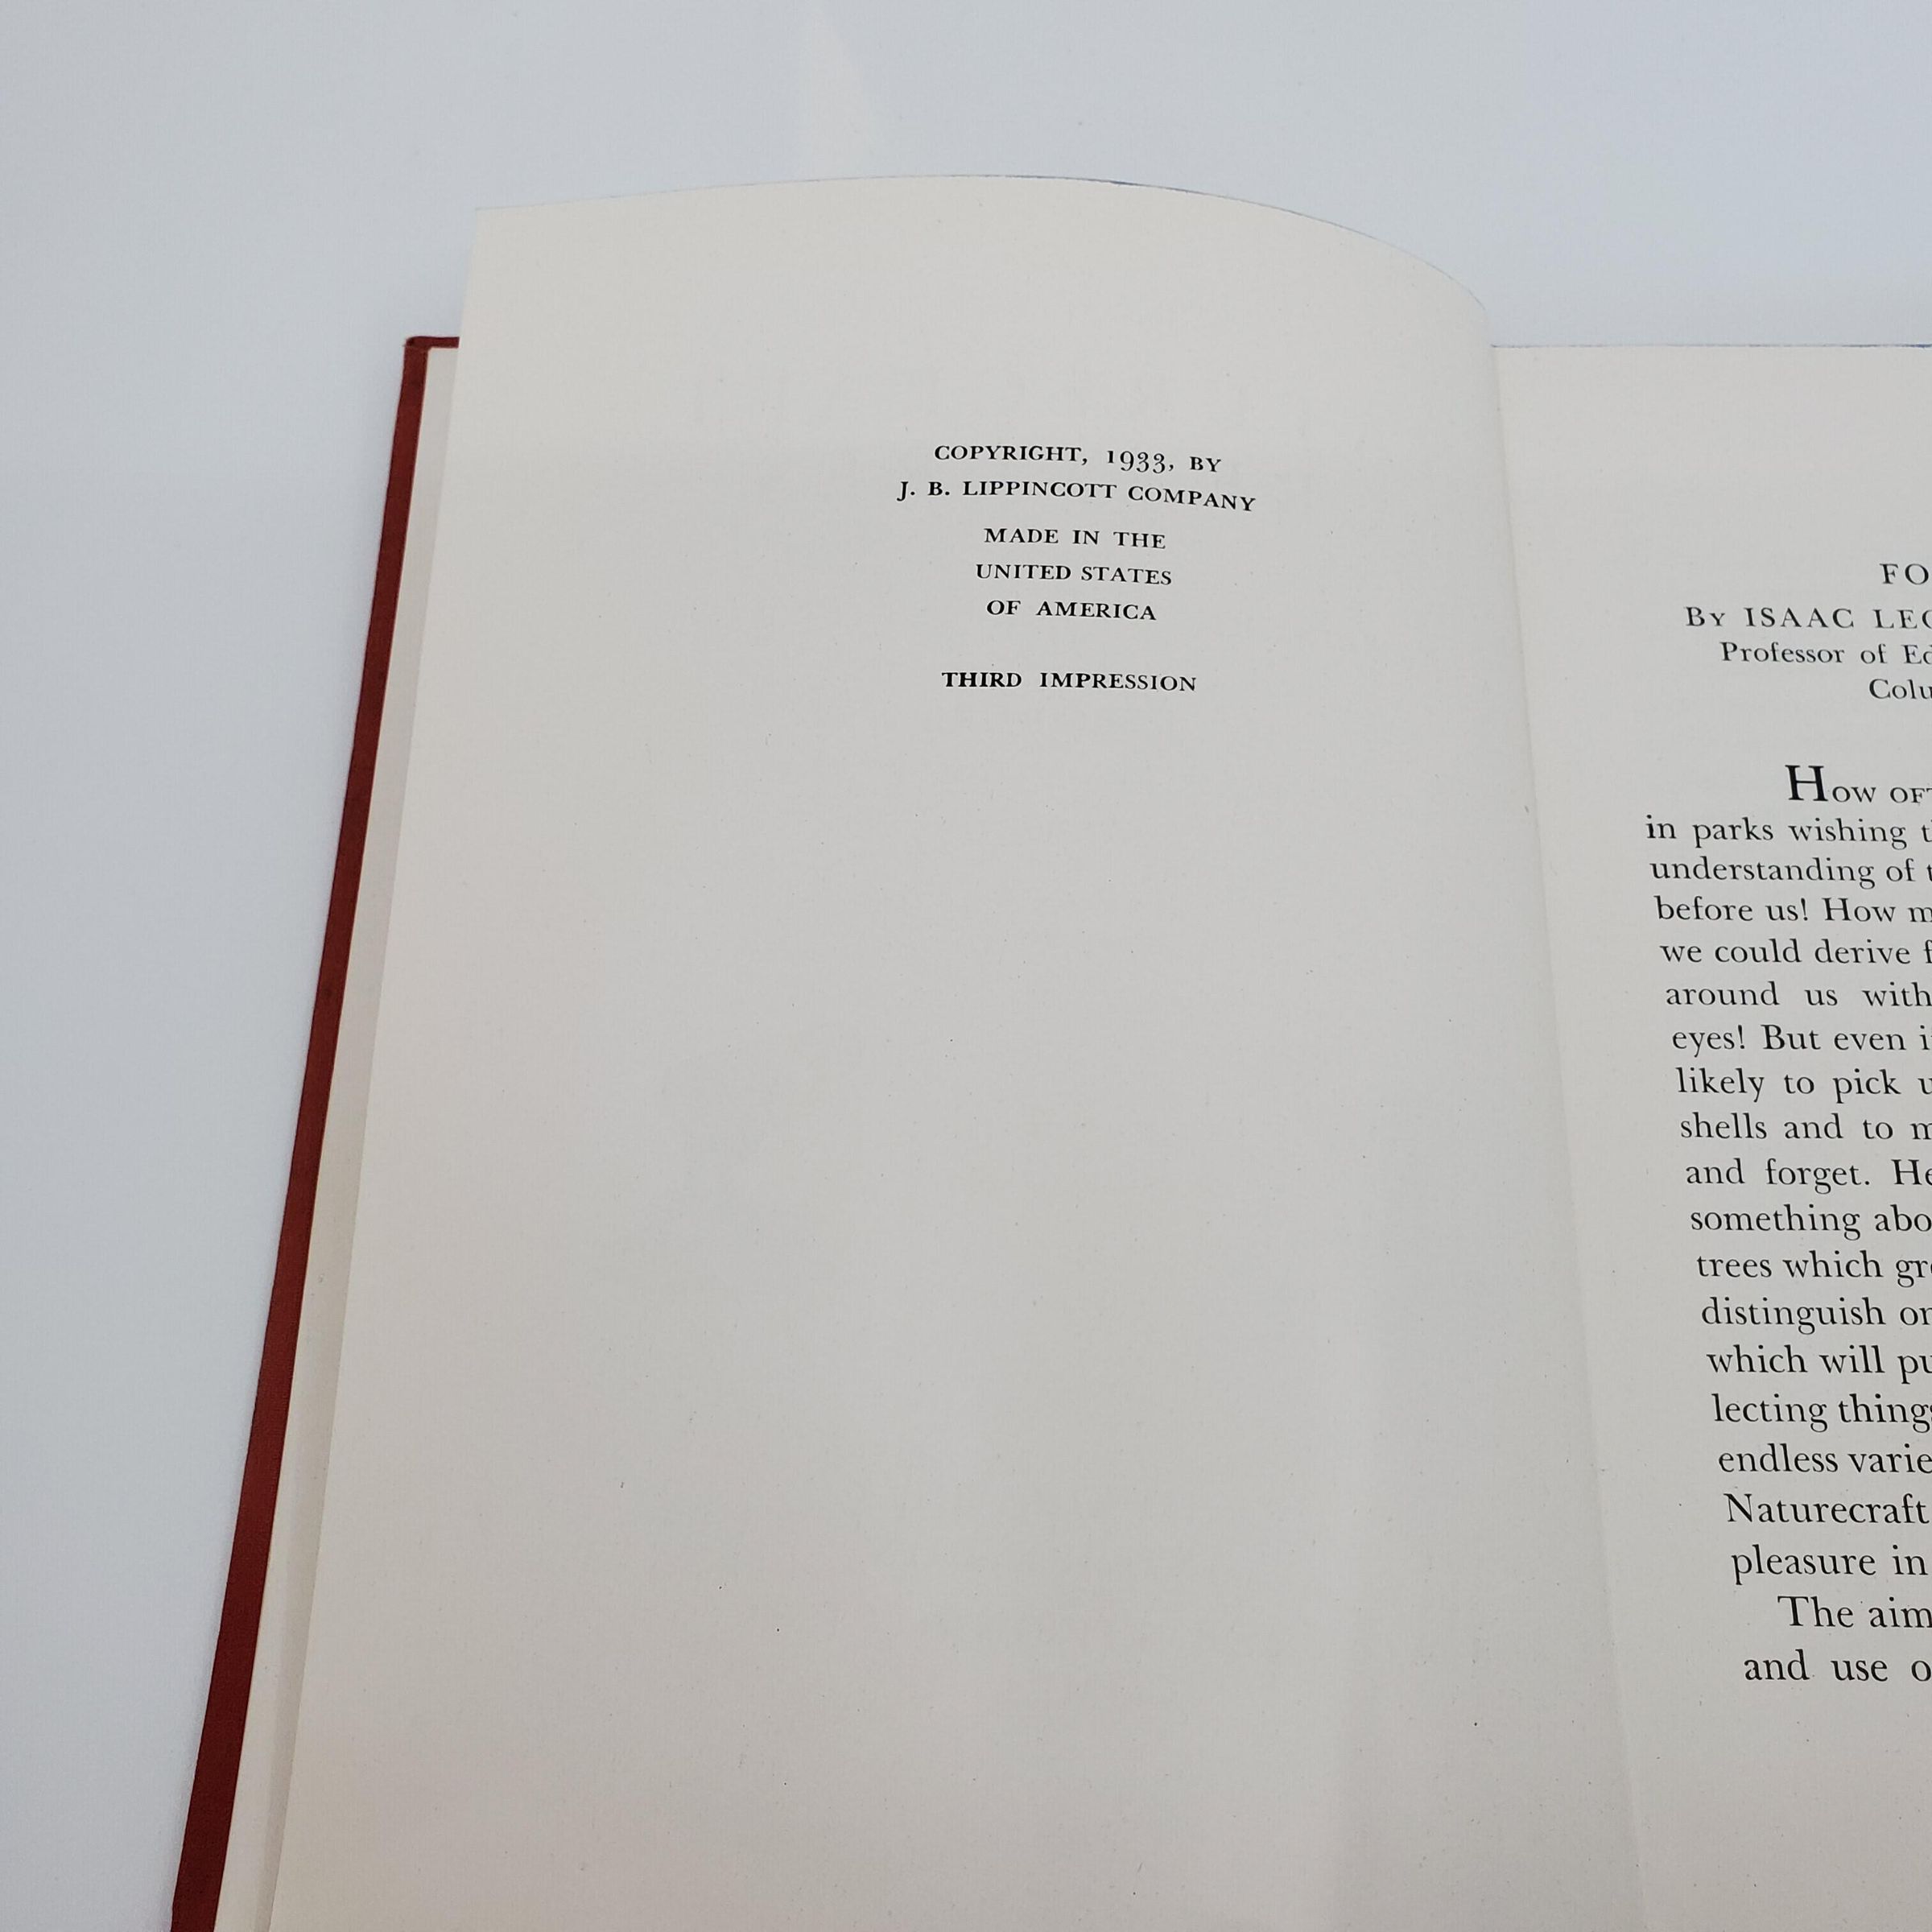 COPYRIGHT, 1933, BY
J. B. LIPPINCOTT COMPANY
MADE IN THE
UNITED STATES
OF AMERICA
THIRD IMPRESSION
By ISAAC
Professor of
How
in parks wishing
understanding of
before us! How
we could derive
around us with
eyes! But even
likely to pick
shells and to
and forget.
something
trees which
distinguish
which will
lecting
endless
Naturecraft
pleasure in
The aim
and use